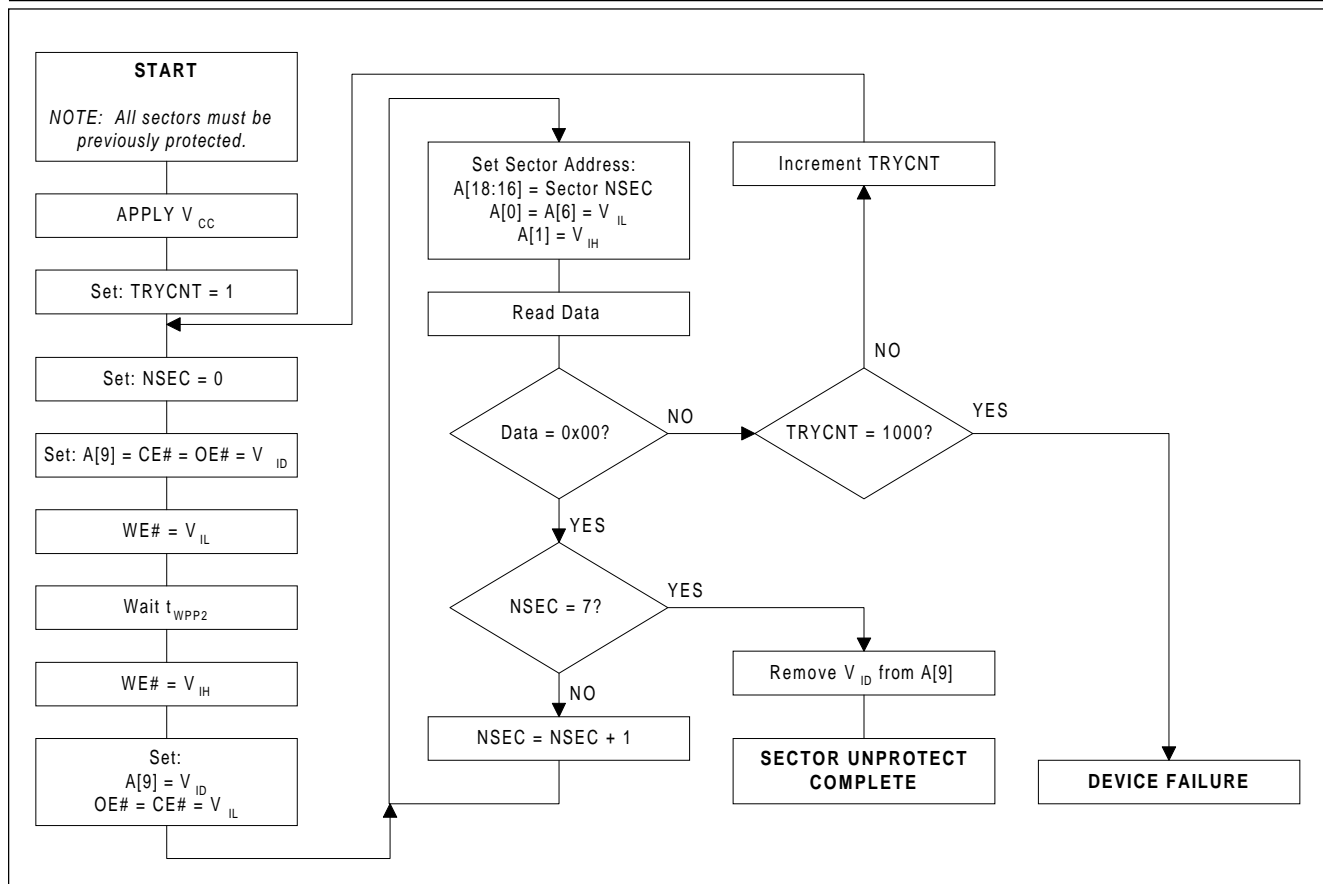 START
NOTE: All sectors must be
previously protected.
APPLY V CC
Set: TRYCNT = 1
Set: NSEC = 0
Set: A[9] = CE# = OE# = V ID
WE# = V IL
Wait t WPP2
WE# = V IH
Set:
A[9] = V ID
OE# = CE# = V IL
Set Sector Address:
A[18:16] = Sector NSEC
A[0] = A[6] = V IL
A[1] = V IH
Read Data
Data = 0x00?
NO
YES
NSEC = 7?
YES
NO
NSEC = NSEC + 1
Increment TRYCNT
NO
TRYCNT = 1000?
YES
Remove V ID from A[9]
SECTOR UNPROTECT
COMPLETE
DEVICE FAILURE